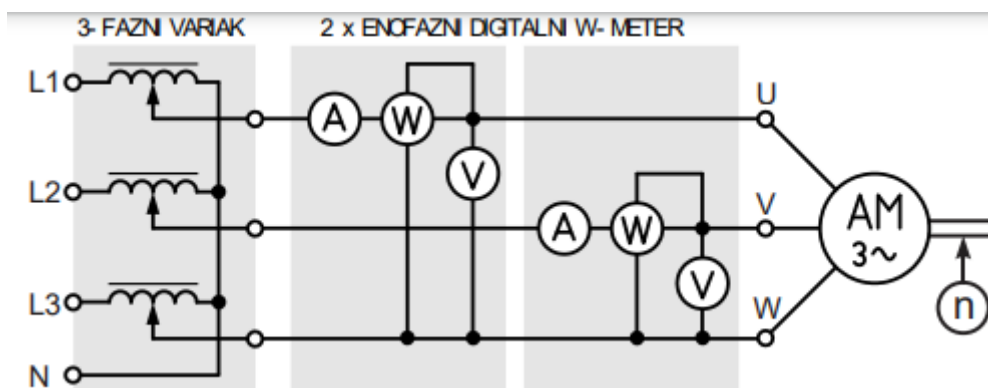 3- FAZNI VARIAK
2 x ENOFAZNI DIGITALNI W- METER
L1
A
W
V
U
L2
A
W
V
V
AM
3~
L3
W
n
N